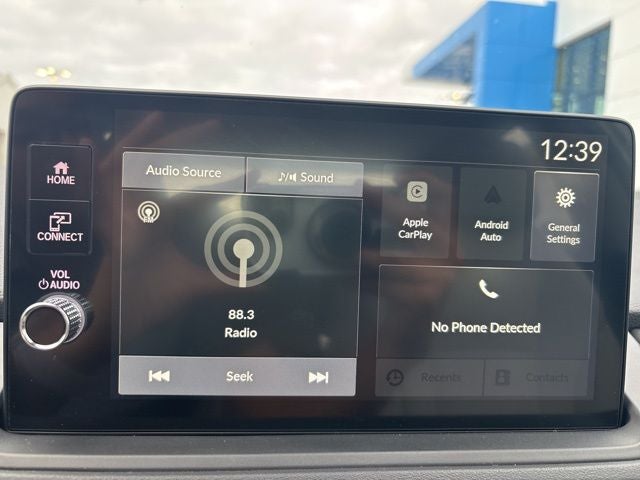 12:39
HOME
CONNECT
VOL
AUDIO
Audio Source
Sound
FM
88.3
Radio
Seek
Apple
CarPlay
Android
Auto
General
Settings
No Phone Detected
Recents
Contacts